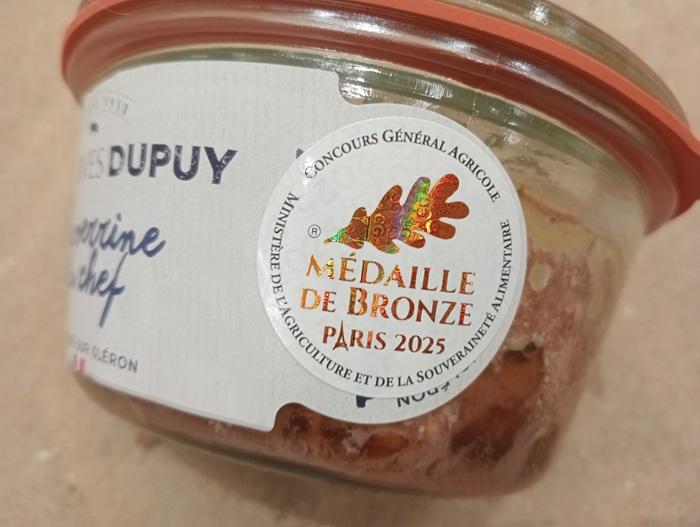 DUPUY
chef
SUR OLÉRON
CONCOURS GÉNÉRAL AGRICOLE
®
MÉDAILLE
DE BRONZE
PARIS 2025
MINISTÈRE DE L'AGRICULTURE ET DE LA SOUVERAINETÉ ALIMENTAIRE